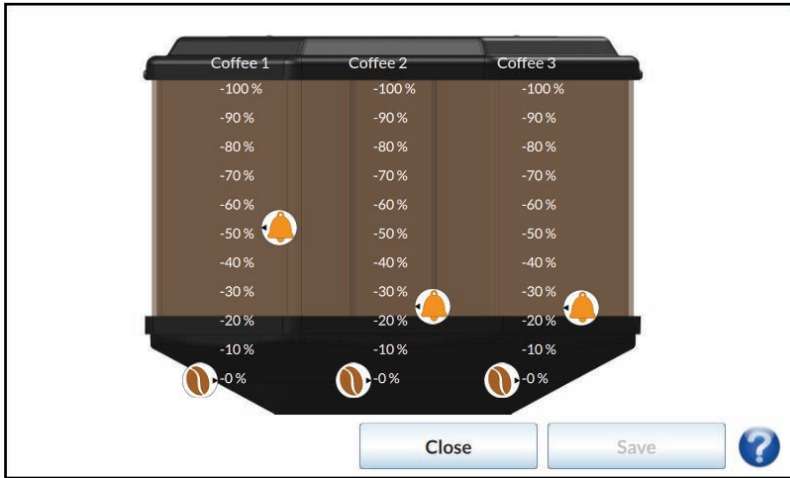 Coffee 1 Coffee 2 Coffee 3
-100 % -100 % -100 %
-90 % -90 % -90 %
-80 % -80 % -80 %
-70 % -70 % -70 %
-60 % -60 % -60 %
-50 % -50 % -50 %
-40 % -40 % -40 %
-30 % -30 % -30 %
-20 % -20 % -20 %
-10 % -10 % -10 %
-0 % -0 % -0 %
Close Save ?